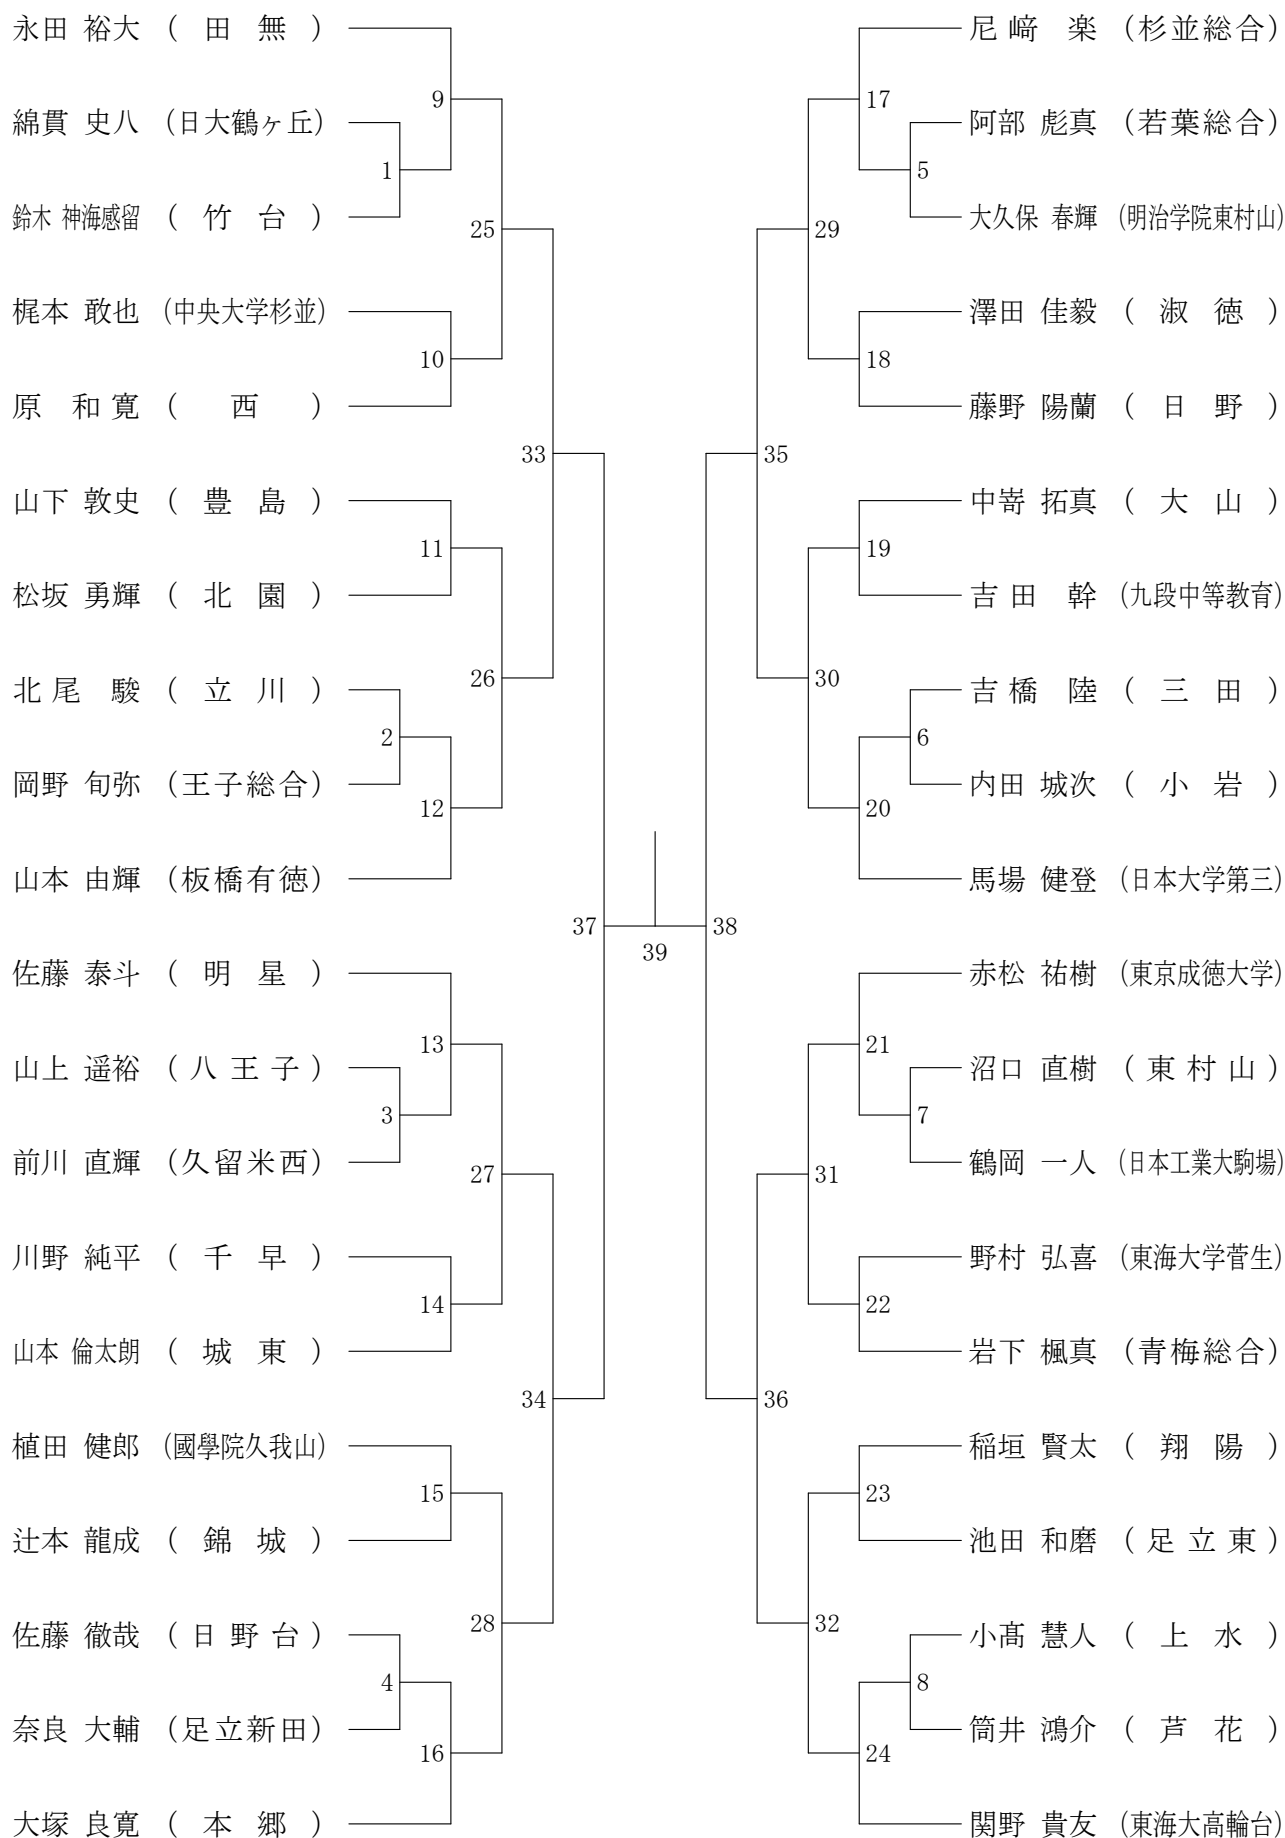 永田 裕大 （ 田 無 ）
綿貫 史八 （日大鶴ヶ丘）
鈴木 神海感留 （ 竹 台 ）
梶本 敢也 （中央大学杉並）
原 和寛 （ 西 ）
山下 敦史 （ 豊 島 ）
松坂 勇輝 （ 北 園 ）
北尾 駿 （ 立 川 ）
岡野 旬弥 （王子総合）
山本 由輝 （板橋有徳）
佐藤 泰斗 （ 明 星 ）
山上 遥裕 （ 八 王 子 ）
前川 直輝 （久留米西）
川野 純平 （ 千 早 ）
山本 倫太朗 （ 城 東 ）
植田 健郎 （國學院久我山）
辻本 龍成 （ 錦 城 ）
佐藤 徹哉 （ 日 野 台 ）
奈良 大輔 （足立新田）
大塚 良寛 （ 本 郷 ）
1
2
3
4
9
10
11
12
13
14
15
16
25
26
27
28
33
34
37
39
38
35
36
29
30
31
32
17
18
19
20
21
22
23
24
5
6
7
8
尼﨑 楽 （杉並総合）
阿部 彪真 （若葉総合）
大久保 春輝 （明治学院東村山）
澤田 佳毅 （ 淑 徳 ）
藤野 陽蘭 （ 日 野 ）
中嵜 拓真 （ 大 山 ）
吉田 幹 （九段中等教育）
吉橋 陸 （ 三 田 ）
内田 城次 （ 小 岩 ）
馬場 健登 （日本大学第三）
赤松 祐樹 （東京成徳大学）
沼口 直樹 （ 東 村 山 ）
鶴岡 一人 （日本工業大駒場）
野村 弘喜 （東海大学菅生）
岩下 楓真 （青梅総合）
稲垣 賢太 （ 翔 陽 ）
池田 和磨 （ 足 立 東 ）
小髙 慧人 （ 上 水 ）
筒井 鴻介 （ 芦 花 ）
関野 貴友 （東海大高輪台）